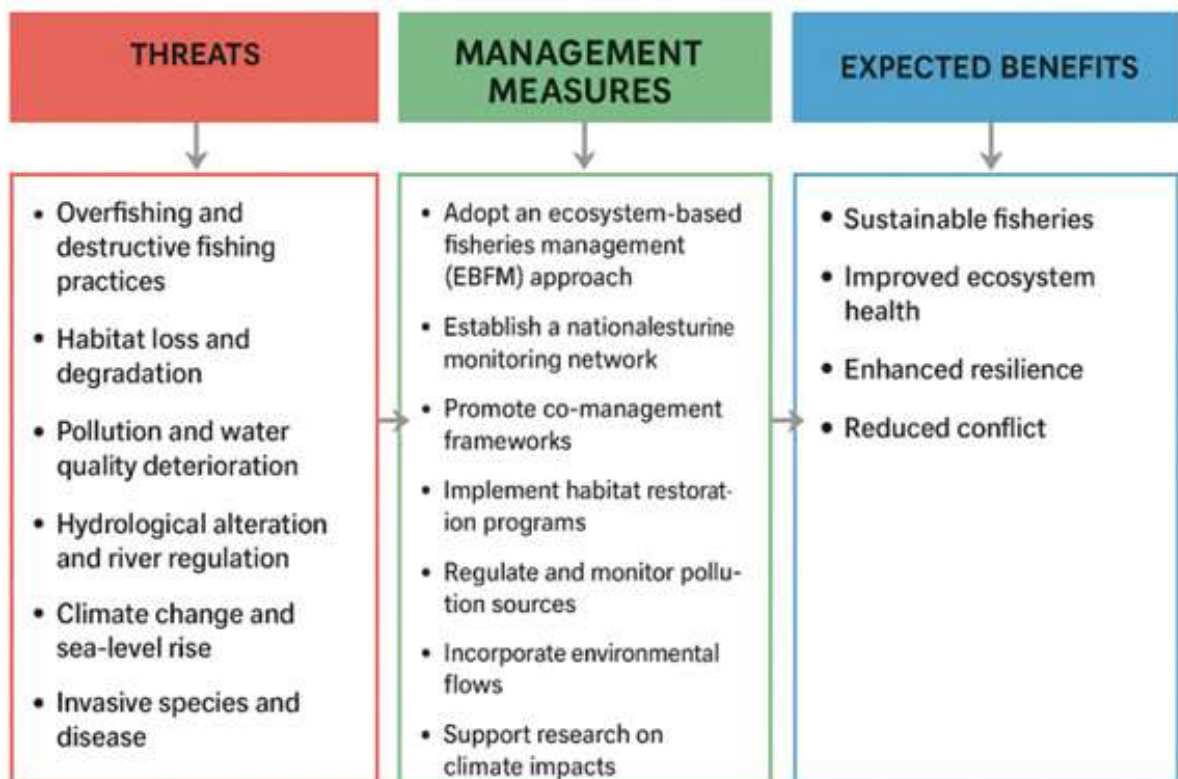 THREATS
• Overfishing and
destructive fishing
practices
• Habitat loss and
degradation
• Pollution and water
quality deterioration
• Hydrological alteration
and river regulation
• Climate change and
sea-level rise
• Invasive species and
disease
MANAGEMENT
MEASURES
• Adopt an ecosystem-based
fisheries management
(EBFM) approach
• Establish a nationalesturine
monitoring network
• Promote co-management
frameworks
• Implement habitat restorat-
ion programs
• Regulate and monitor pollu-
tion sources
• Incorporate environmental
flows
• Support research on
climate impacts
EXPECTED BENEFITS
• Sustainable fisheries
• Improved ecosystem
health
• Enhanced resilience
• Reduced conflict